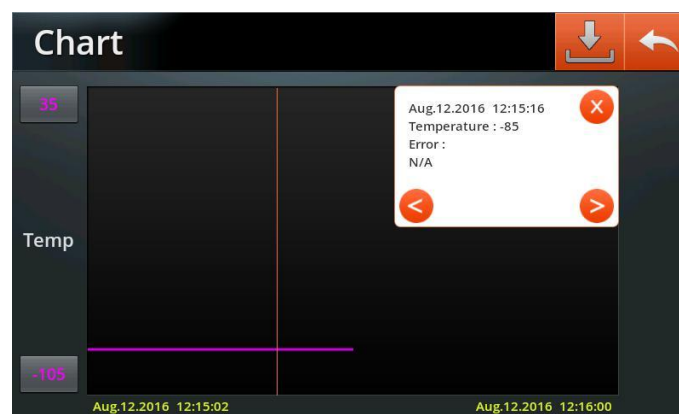 Chart
35
Aug.12.2016 12:15:16
Temperature : -85
Error :
N/A
X
<
>
Temp
-105
Aug.12.2016 12:15:02
Aug.12.2016 12:16:00